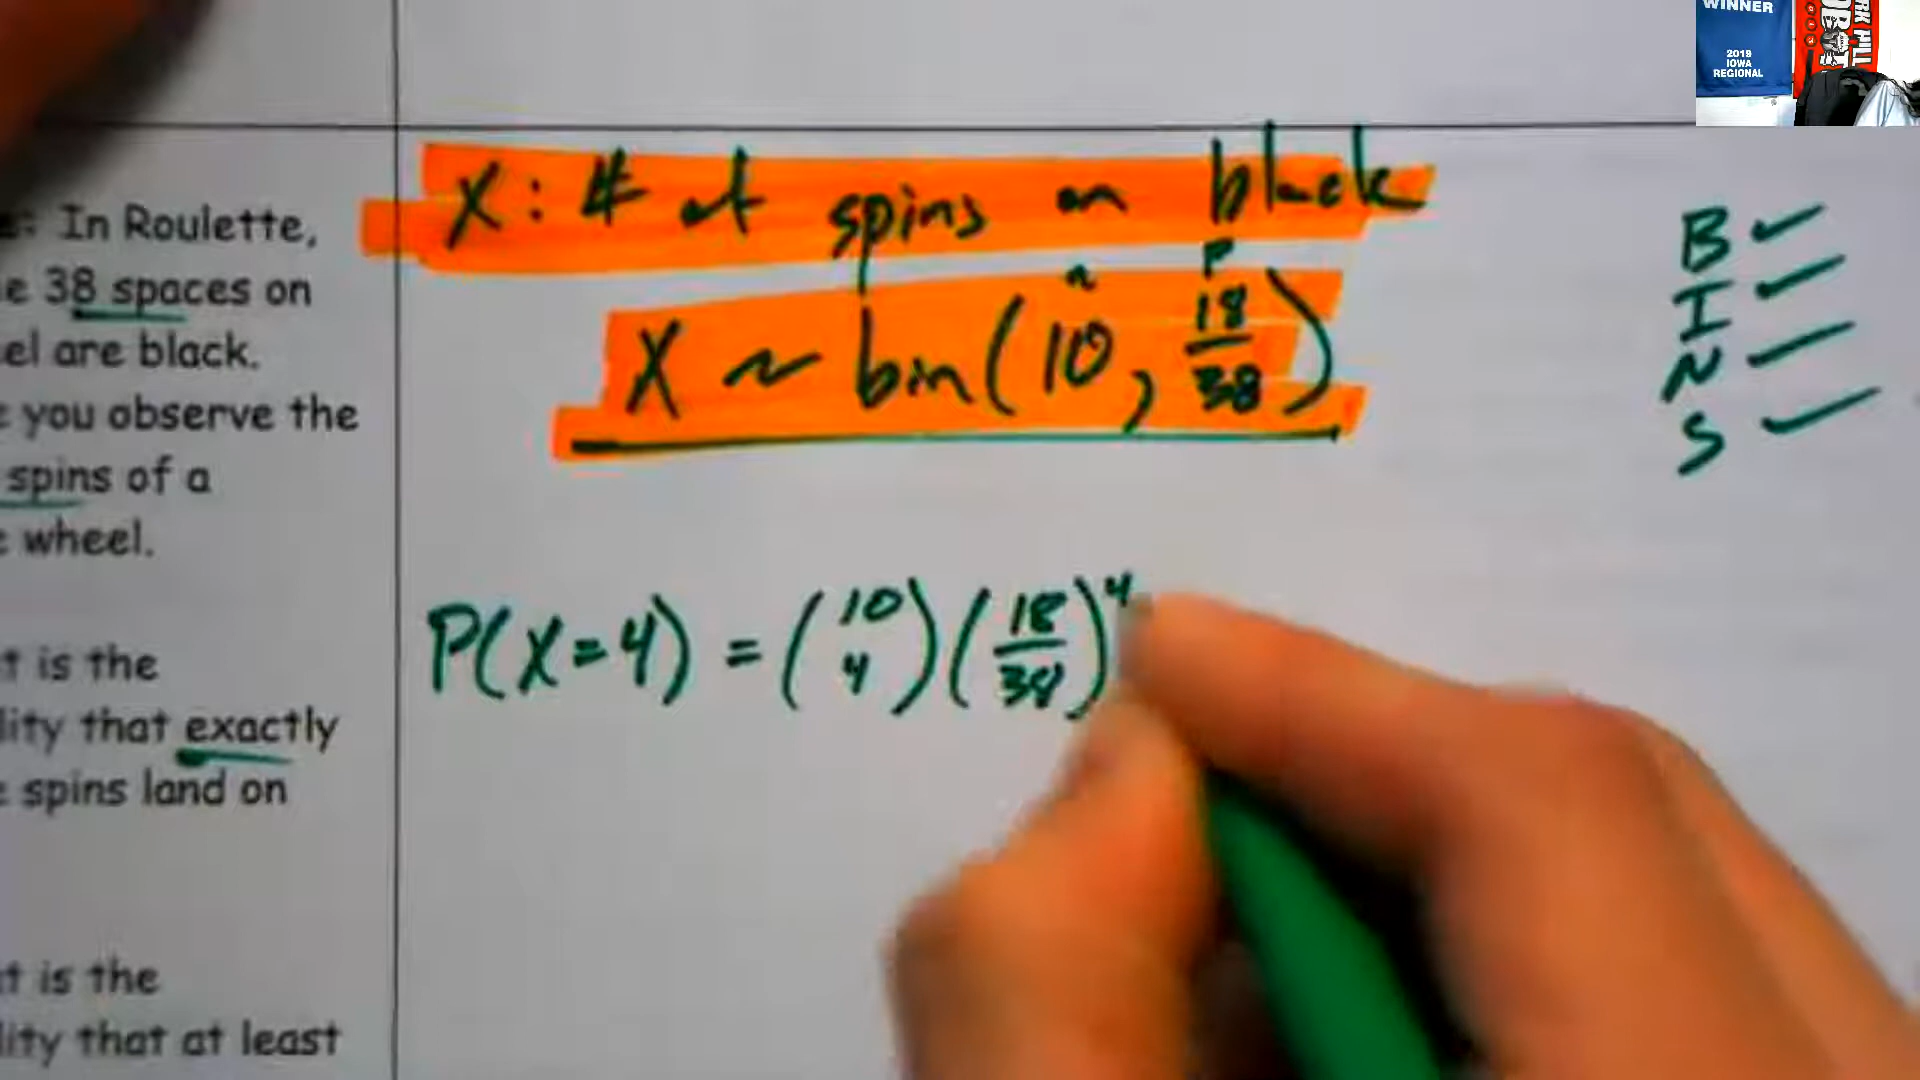 WINNER
2019
IOWA
REGIONAL
In Roulette,
e 38 spaces on
el are black.
you observe the
spins of a
wheel.
t is the
lity that exactly
spins land on
t is the
lity that at least
X: # of spins on black
n p
X ~ bin(10, 18/38)
B ✓
I ✓
N ✓
S ✓
P(X=4) = (10 4)(18/38)^4